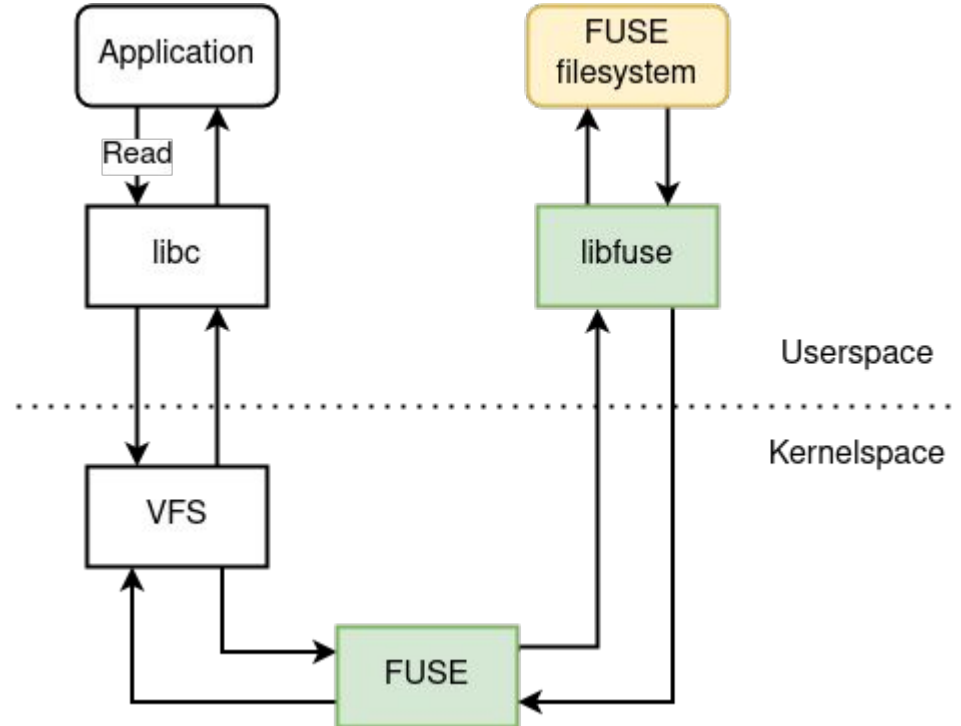 Application
FUSE
filesystem
Read
libc
libfuse
Userspace
Kernelspace
VFS
FUSE